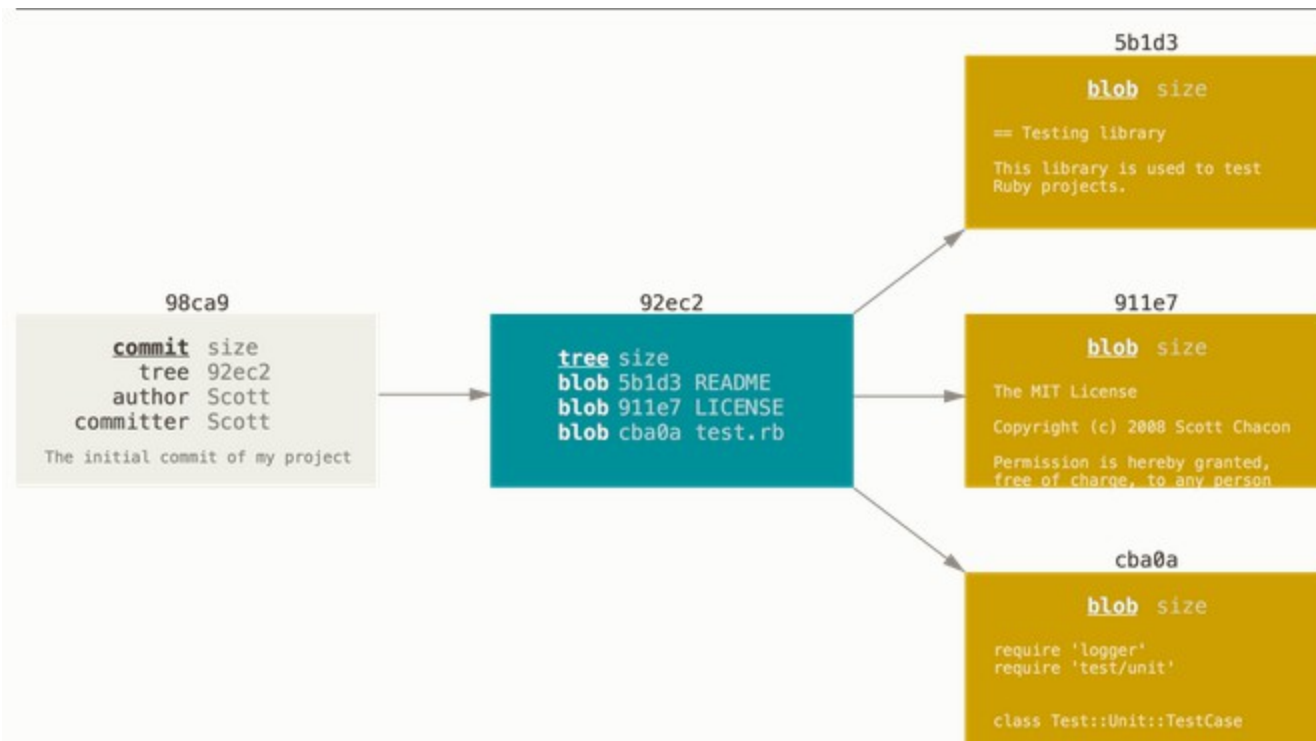 98ca9
commit size
tree 92ec2
author Scott
committer Scott
The initial commit of my project
92ec2
tree size
blob 5b1d3 README
blob 911e7 LICENSE
blob cba0a test.rb
5b1d3
blob size
== Testing library
This library is used to test
Ruby projects.
911e7
blob size
The MIT License
Copyright (c) 2008 Scott Chacon
Permission is hereby granted,
free of charge, to any person
cba0a
blob size
require 'logger'
require 'test/unit'
class Test::Unit::TestCase